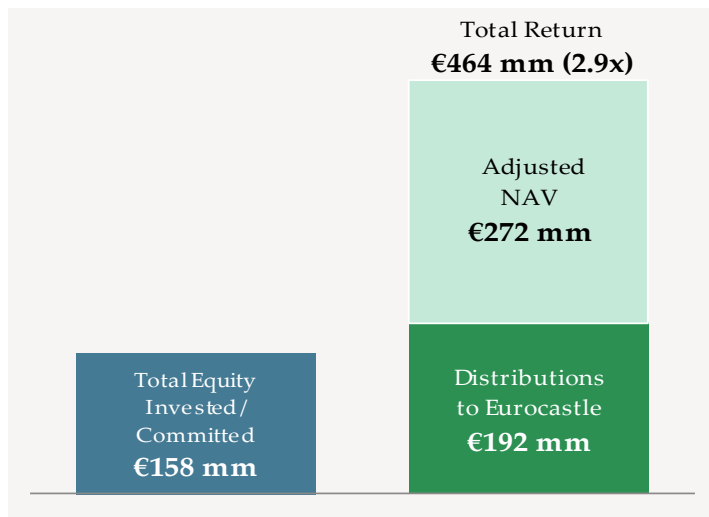 Total Return
€464 mm (2.9x)
Adjusted
NAV
€272 mm
Total Equity
Invested/
Committed
€158 mm
Distributions
to Eurocastle
€192 mm